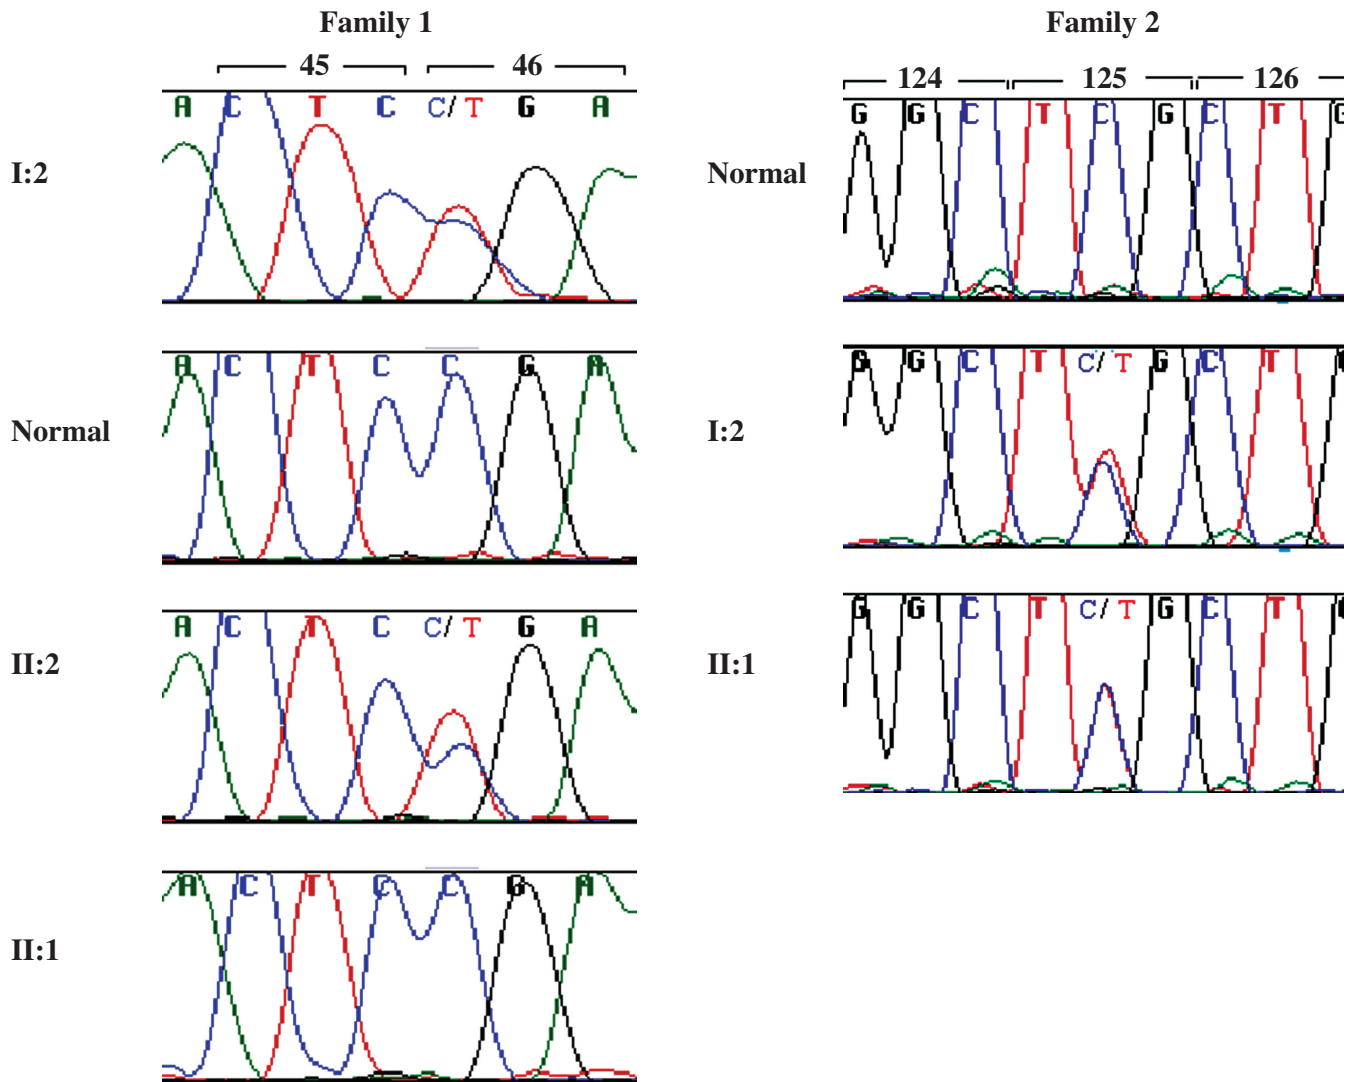 Family 1
45 46
A C T C C/ T G A
I:2
A C T C C G A
Normal
A C T C C/ T G A
II:2
A C T C C G A
II:1
Family 2
124 125 126
G G C T C G C T G
Normal
G G C T C/ T G C T
I:2
G G C T C/ T G C T
II:1